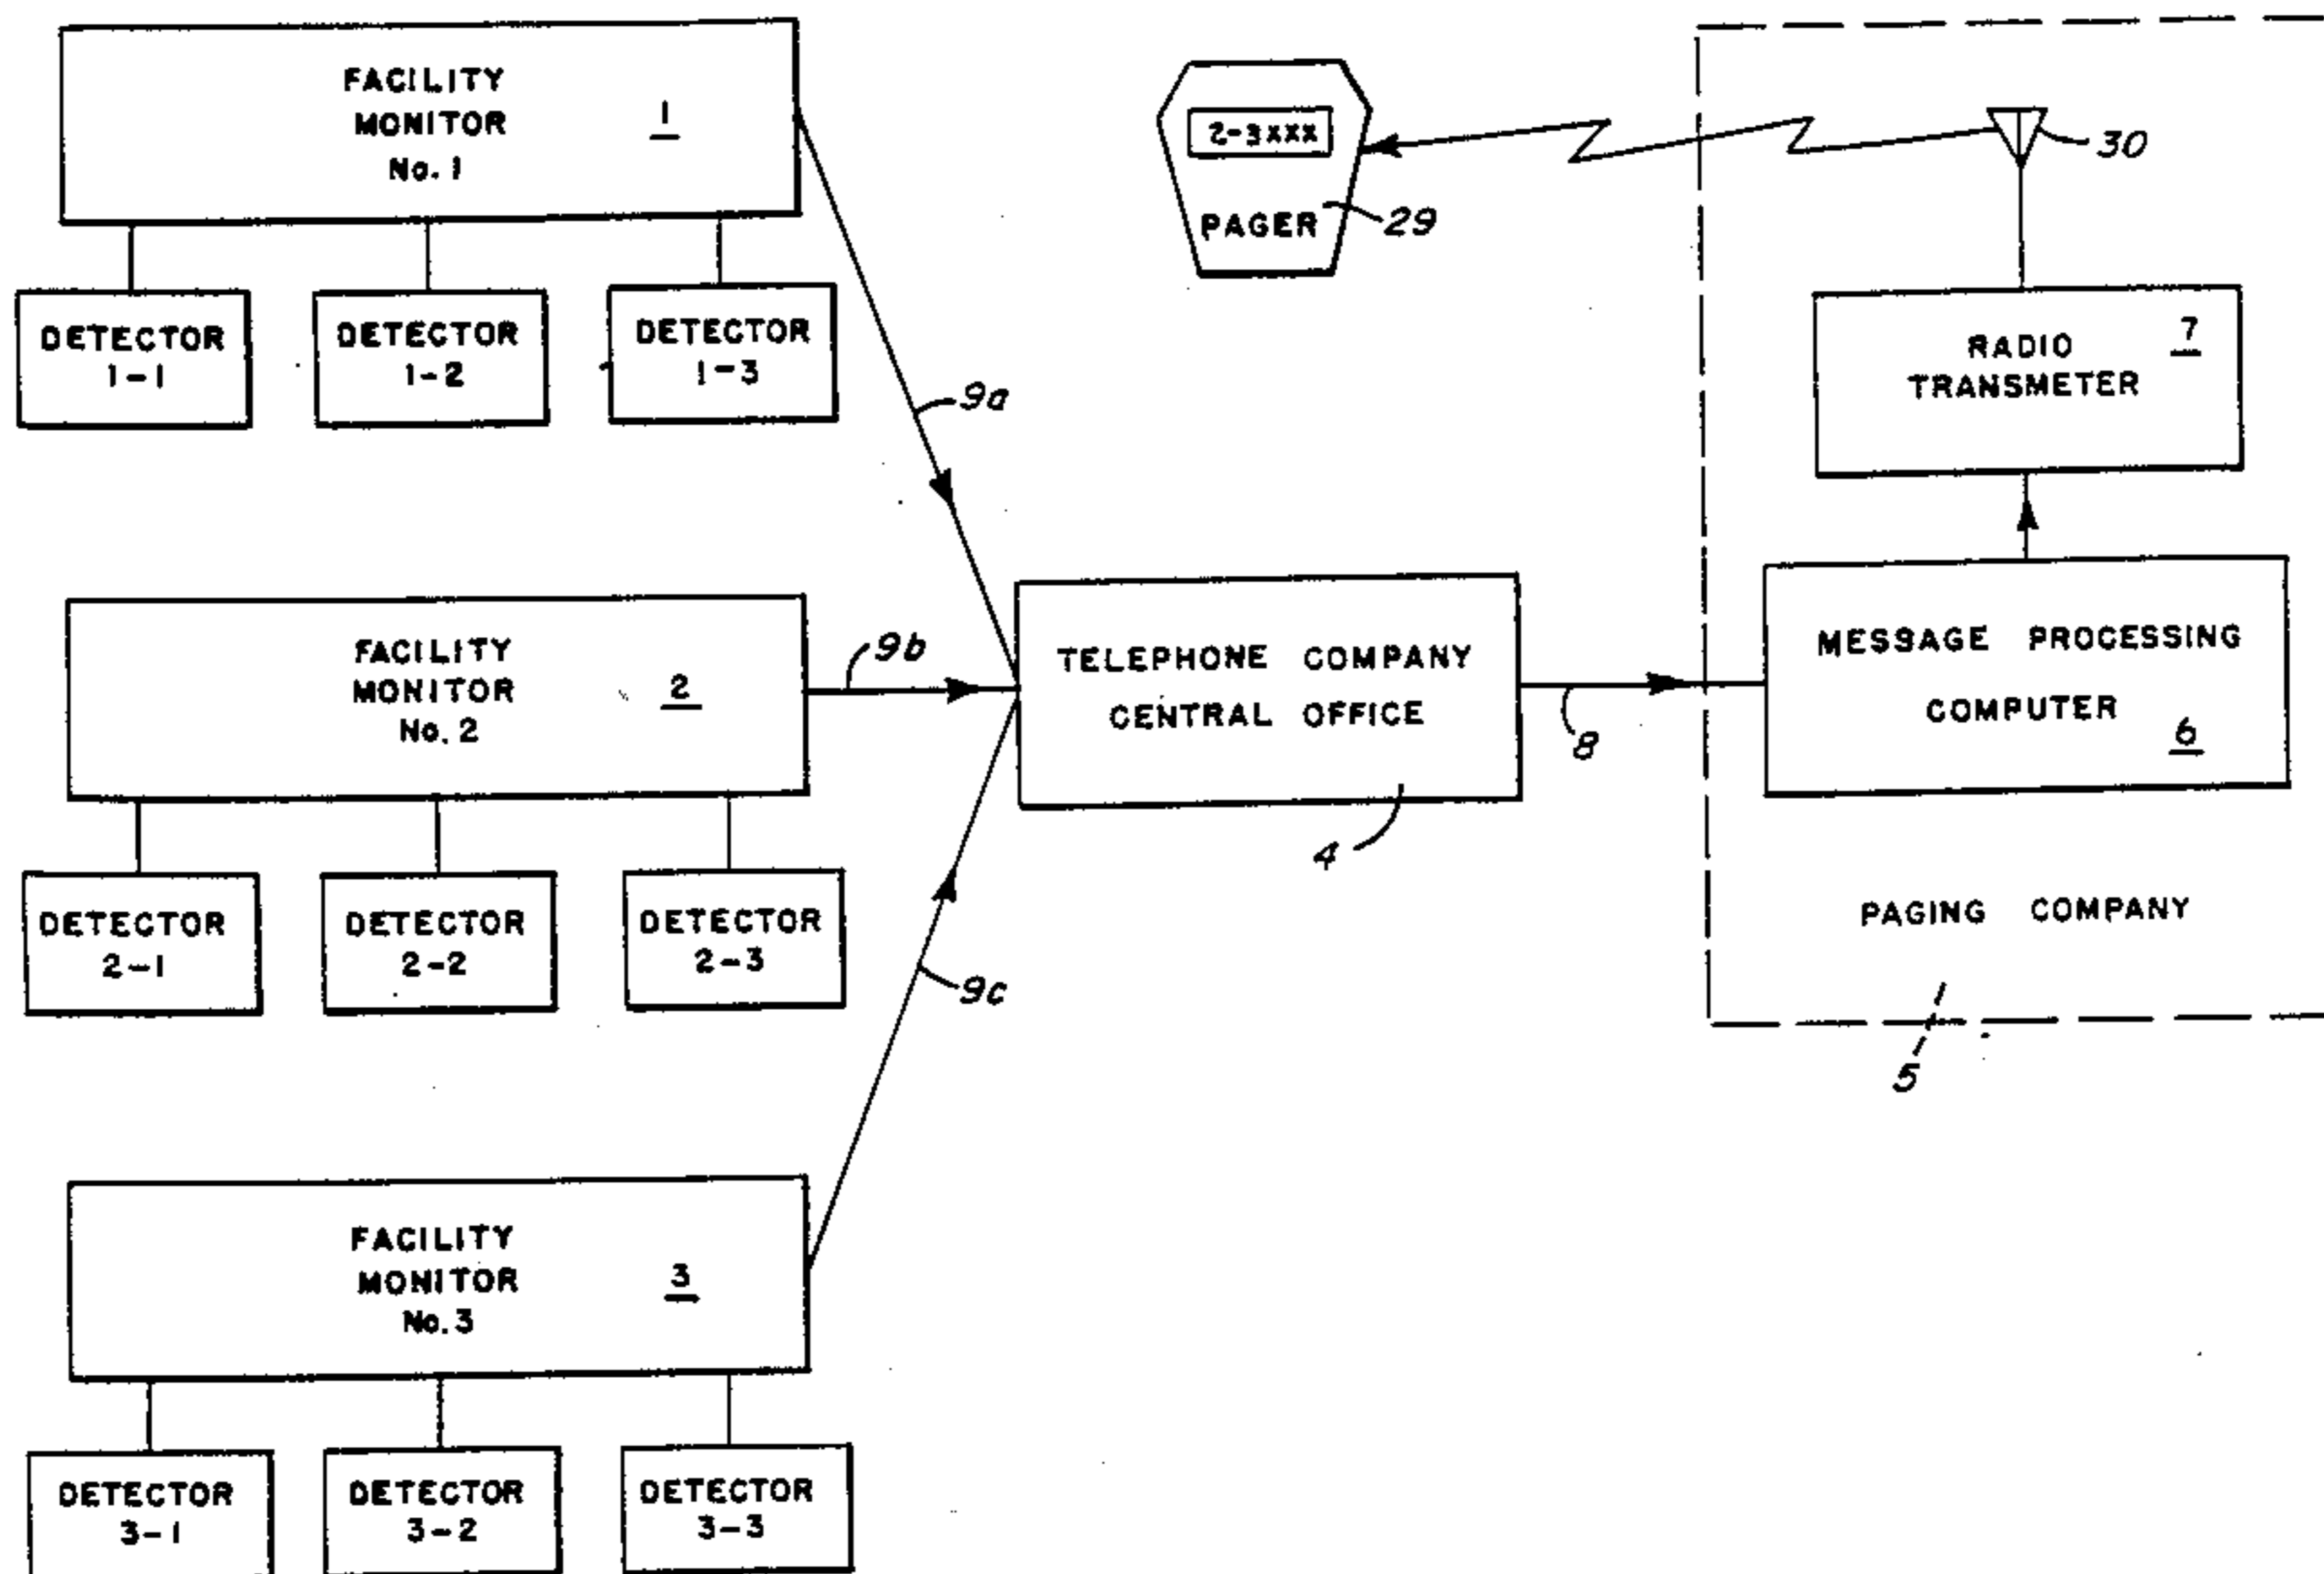 FACILITY
MONITOR
No. 1
1
DETECTOR
1-1
DETECTOR
1-2
DETECTOR
1-3
9a
2-3XXX
PAGER
29
30
RADIO
TRANSMETER
7
FACILITY
MONITOR
No. 2
2
DETECTOR
2-1
DETECTOR
2-2
DETECTOR
2-3
9b
TELEPHONE COMPANY
CENTRAL OFFICE
4
8
MESSAGE PROCESSING
COMPUTER
6
PAGING COMPANY
5
9c
FACILITY
MONITOR
No. 3
3
DETECTOR
3-1
DETECTOR
3-2
DETECTOR
3-3